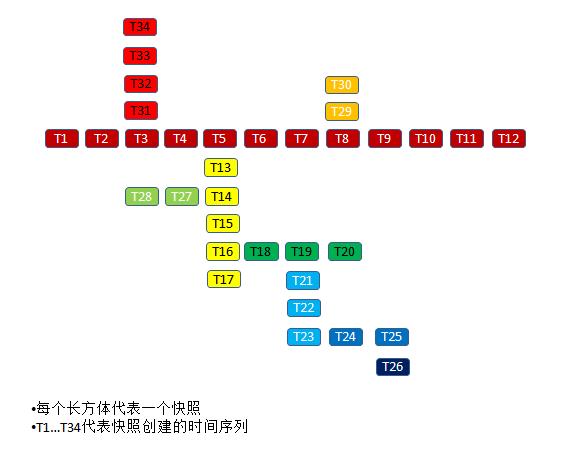 T34
T33
T32 T30
T31 T29
T1 T2 T3 T4 T5 T6 T7 T8 T9 T10 T11 T12
T13
T28 T27 T14
T15
T16 T18 T19 T20
T17 T21
T22
T23 T24 T25
T26
•每个长方体代表一个快照
•T1...T34代表快照创建的时间序列